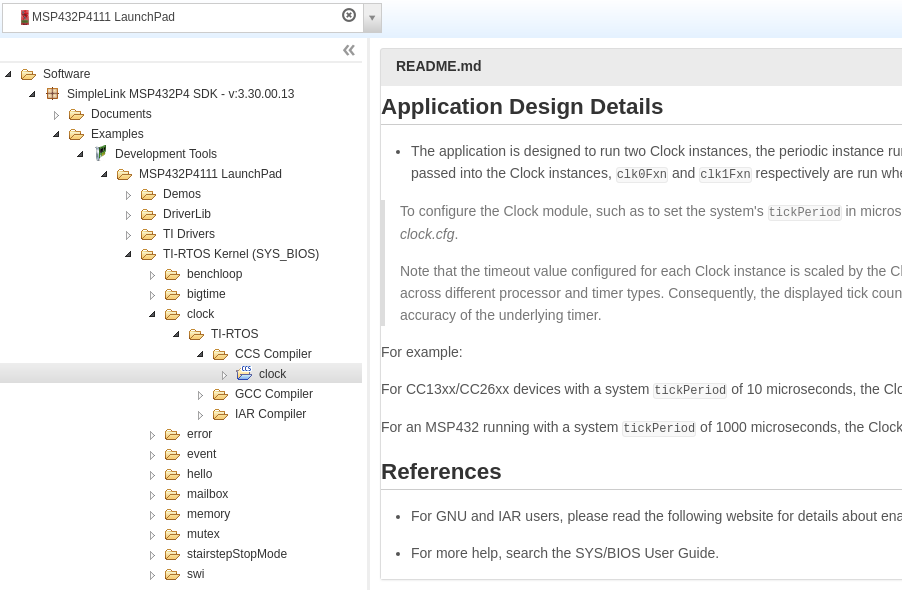 MSP432P4111 LaunchPad
Software
SimpleLink MSP432P4 SDK - v:3.30.00.13
Documents
Examples
Development Tools
MSP432P4111 LaunchPad
Demos
DriverLib
TI Drivers
TI-RTOS Kernel (SYS_BIOS)
benchloop
bigtime
clock
TI-RTOS
CCS Compiler
CCS
clock
GCC Compiler
IAR Compiler
error
event
hello
mailbox
memory
mutex
stairstepStopMode
swi
README.md
Application Design Details
• The application is designed to run two Clock instances, the periodic instance
passed into the Clock instances, clk0Fxn and clk1Fxn respectively are run
To configure the Clock module, such as to set the system's tickPeriod in
clock.cfg.
Note that the timeout value configured for each Clock instance is scaled by the
across different processor and timer types. Consequently, the displayed tick
accuracy of the underlying timer.
For example:
For CC13xx/CC26xx devices with a system tickPeriod of 10 microseconds, the
For an MSP432 running with a system tickPeriod of 1000 microseconds, the Clock
References
• For GNU and IAR users, please read the following website for details about
• For more help, search the SYS/BIOS User Guide.